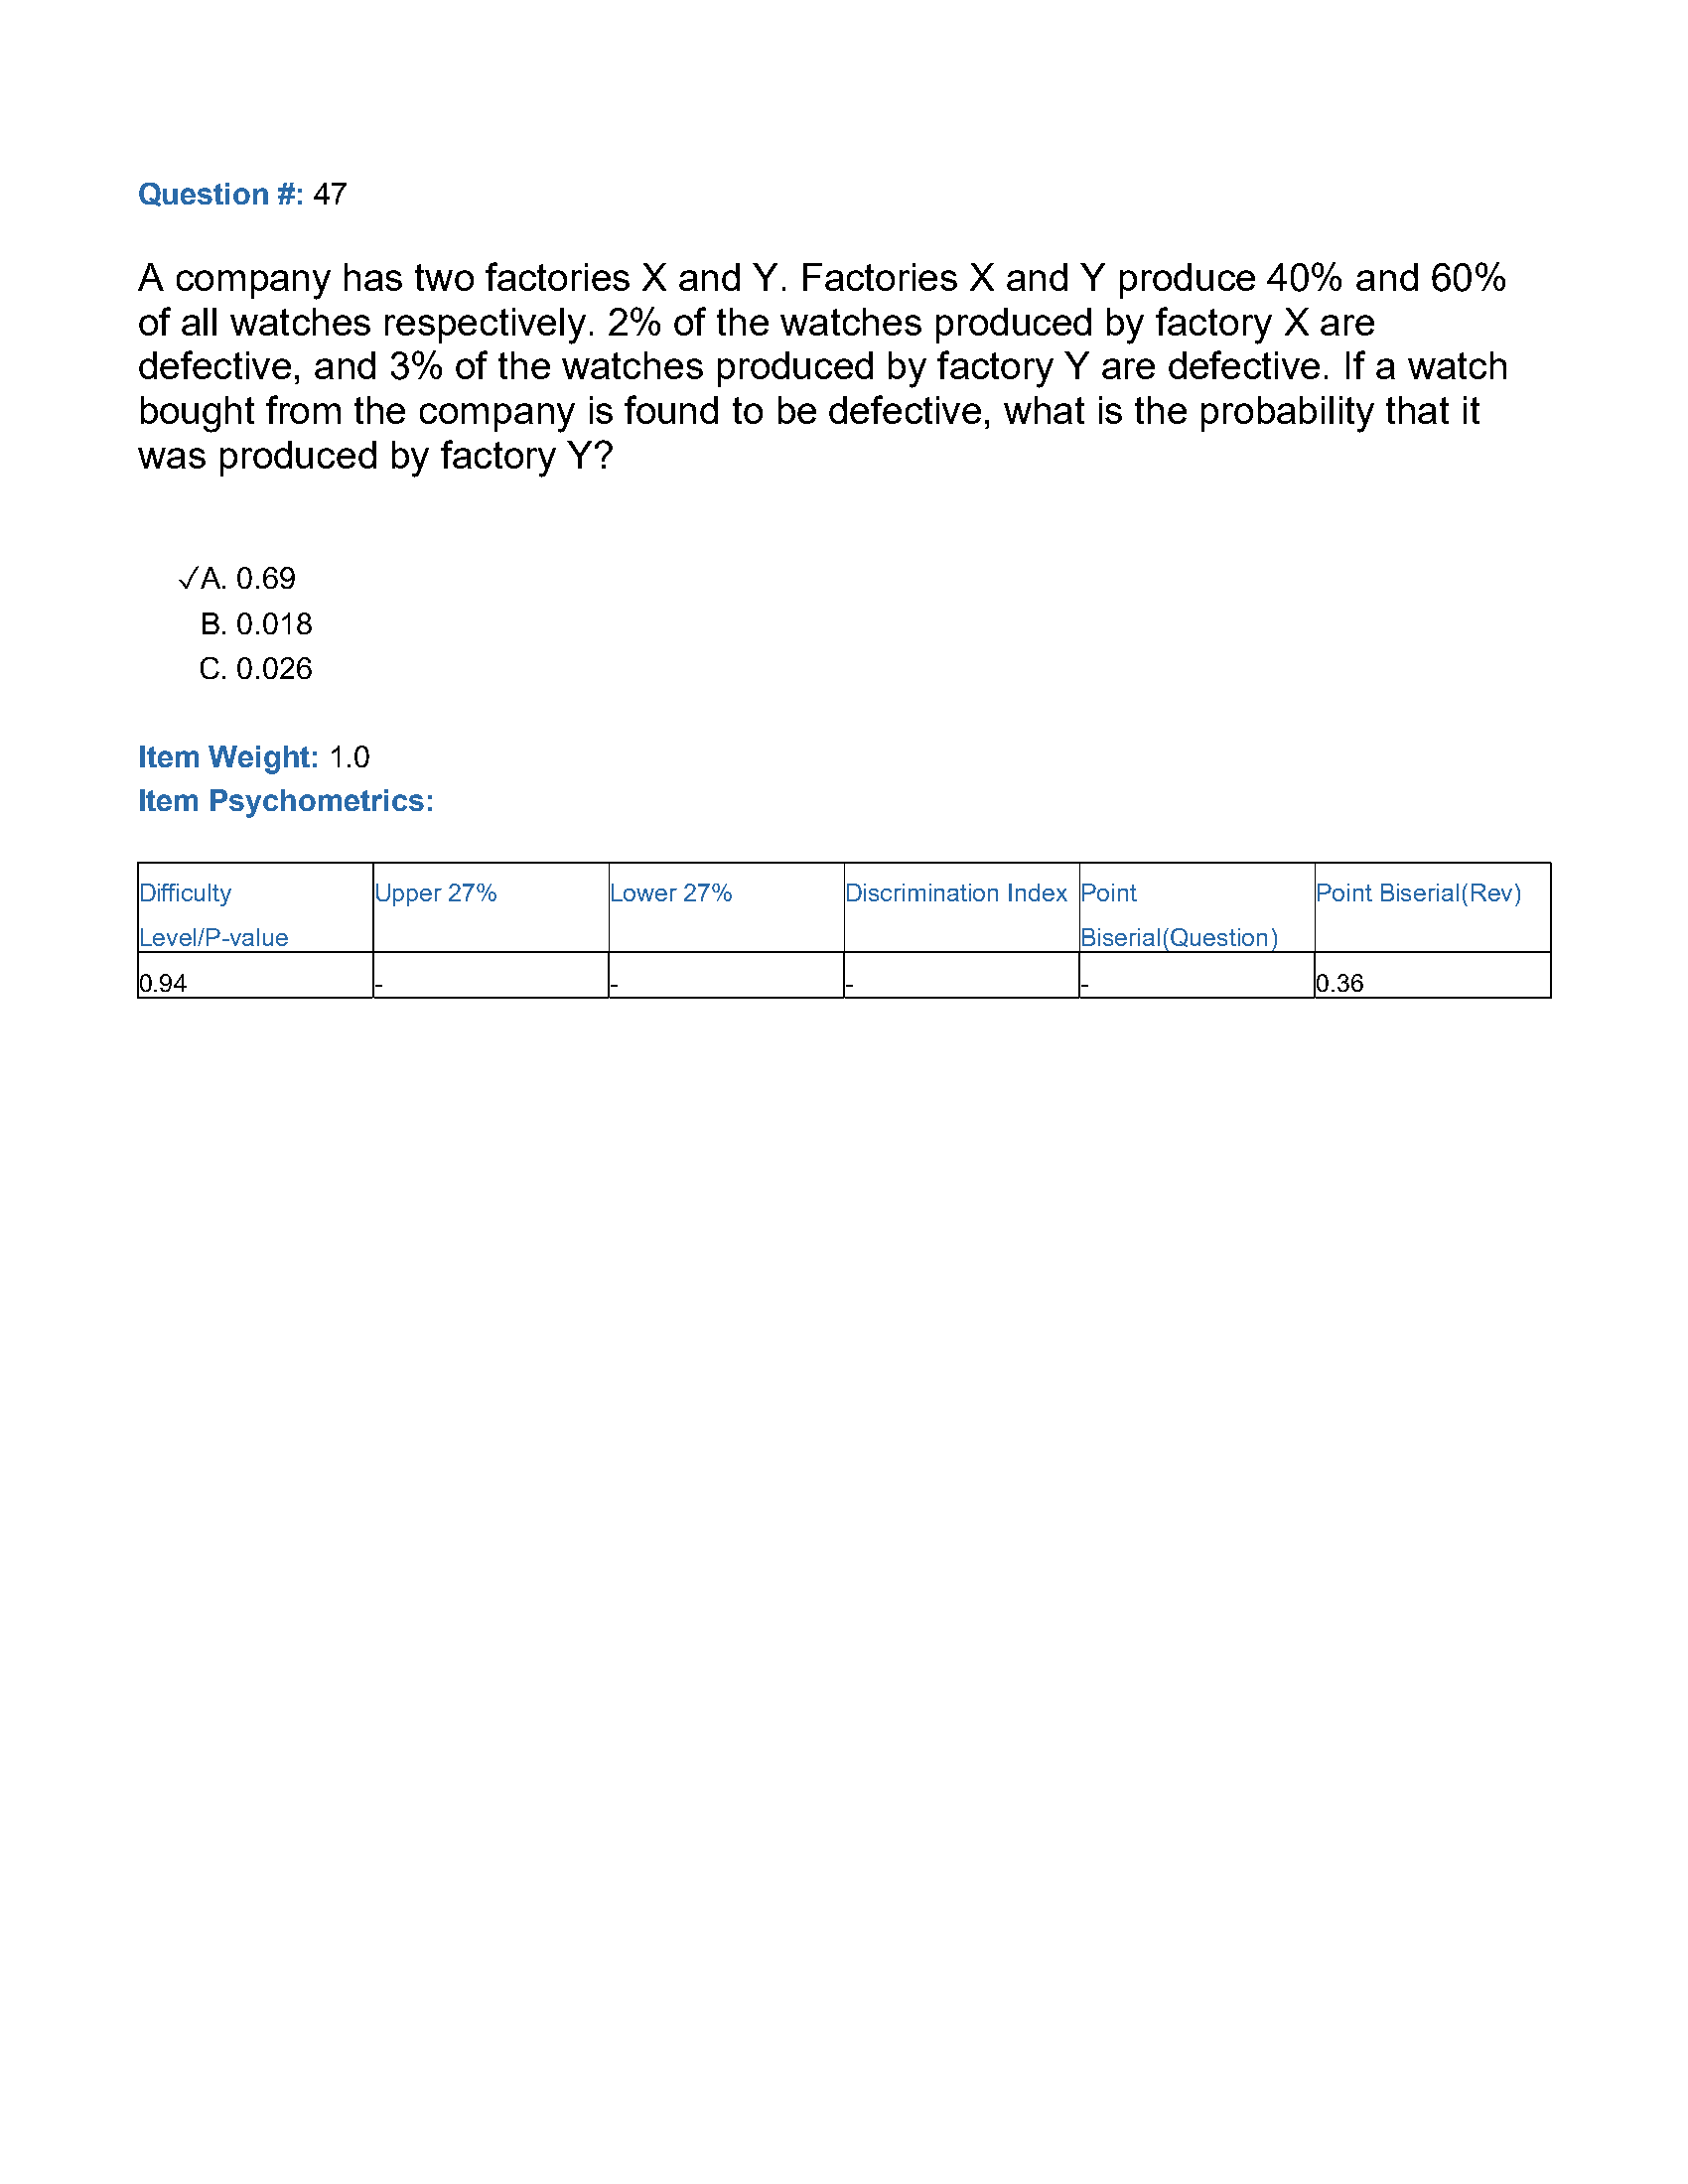 Question #: 47
A company has two factories X and Y. Factories X and Y produce 40% and 60%
of all watches respectively. 2% of the watches produced by factory X are
defective, and 3% of the watches produced by factory Y are defective. If a watch
bought from the company is found to be defective, what is the probability that it
was produced by factory Y?
✓A. 0.69
B. 0.018
C. 0.026
Item Weight: 1.0
Item Psychometrics:
Difficulty Level/P-value Upper 27% Lower 27% Discrimination Index Point Biserial(Question) Point Biserial(Rev)
0.94 - - - - 0.36